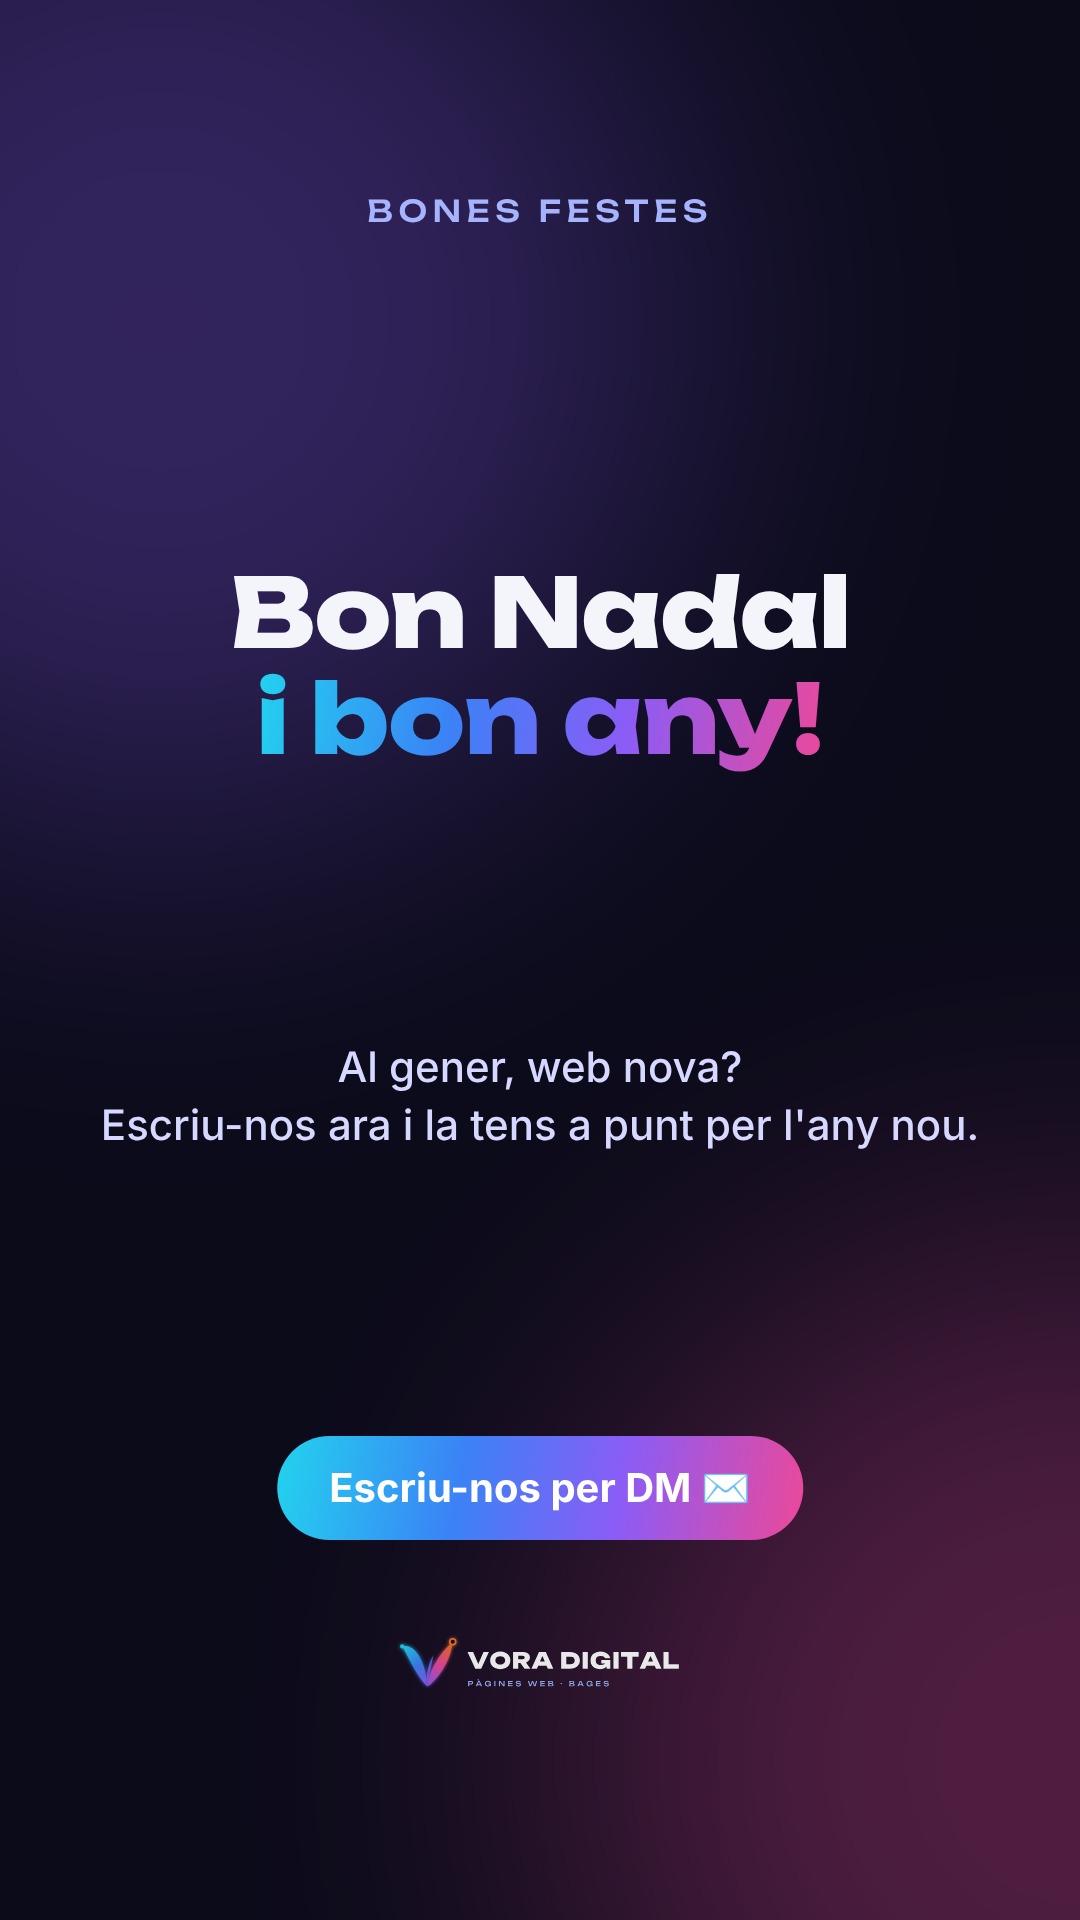 BONES FESTES
Bon Nadal
i bon any!
Al gener, web nova?
Escriu-nos ara i la tens a punt per l'any nou.
Escriu-nos per DM ✉️
VORA DIGITAL
PÀGINES WEB · BAGES